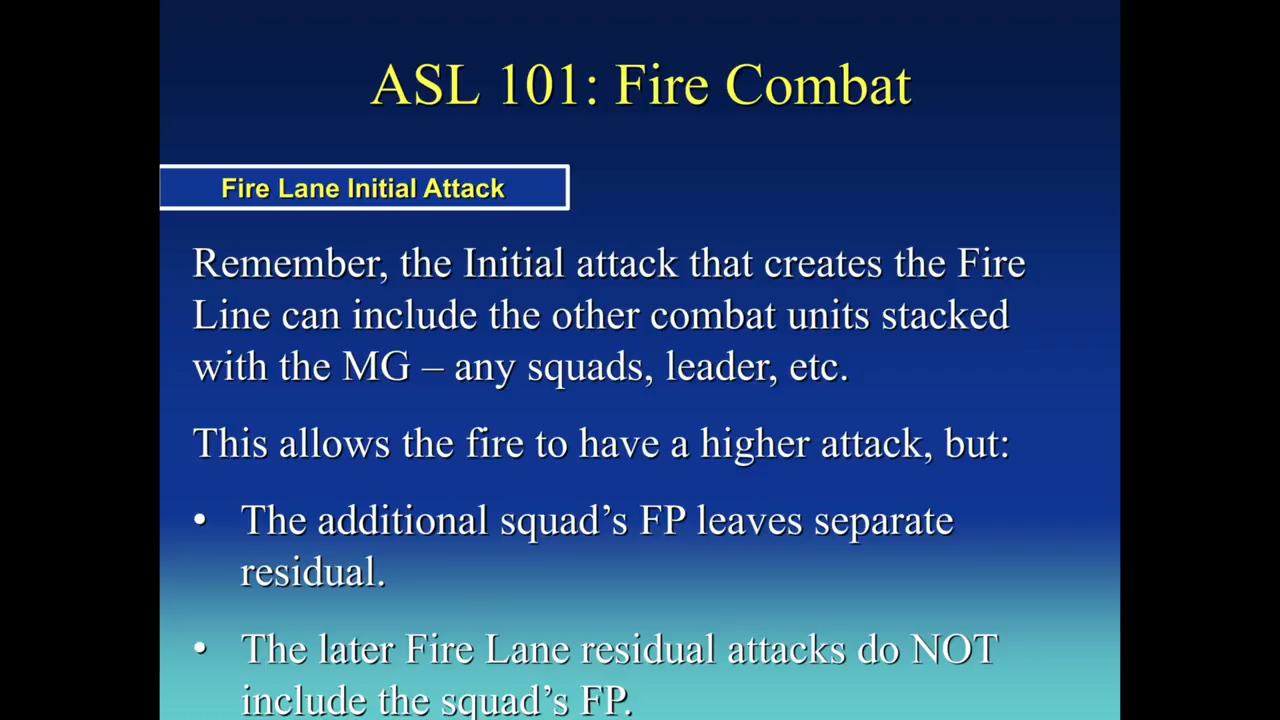 ASL 101: Fire Combat
Fire Lane Initial Attack
Remember, the Initial attack that creates the Fire
Line can include the other combat units stacked
with the MG – any squads, leader, etc.
This allows the fire to have a higher attack, but:
• The additional squad’s FP leaves separate
residual.
• The later Fire Lane residual attacks do NOT
include the squad’s FP.